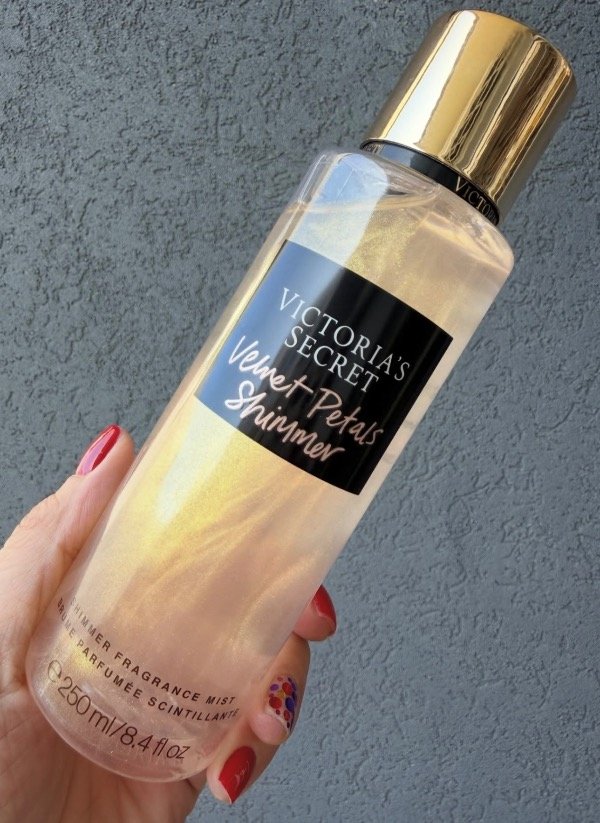 VICTORIA'S
SECRET
Velvet Petals
Shimmer
SHIMMER FRAGRANCE MIST
BRUME PARFUMÉE SCINTILLANTE
℮250 ml/8.4 fl oz